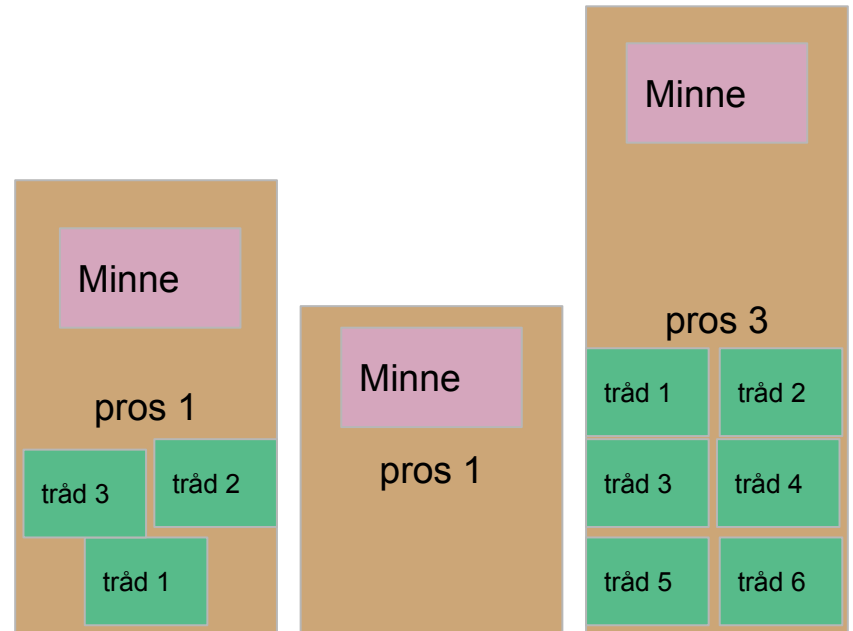 Minne
pros 1
tråd 3
tråd 2
tråd 1
Minne
pros 1
Minne
pros 3
tråd 1
tråd 2
tråd 3
tråd 4
tråd 5
tråd 6